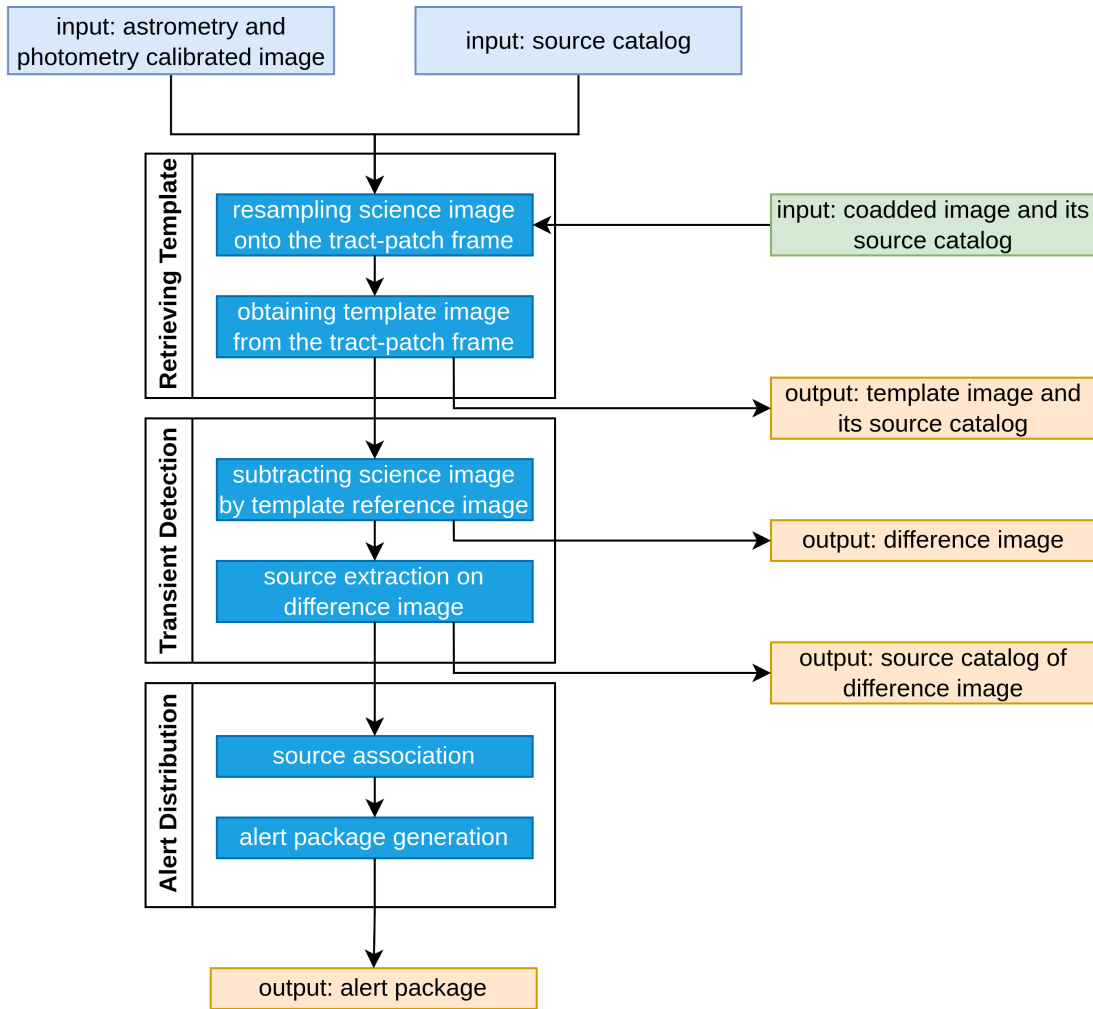 input: astrometry and
photometry calibrated image
input: source catalog
Retrieving Template
resampling science image
onto the tract-patch frame
input: coadded image and its
source catalog
obtaining template image
from the tract-patch frame
output: template image and
its source catalog
Transient Detection
subtracting science image
by template reference image
output: difference image
source extraction on
difference image
output: source catalog of
difference image
Alert Distribution
source association
alert package generation
output: alert package